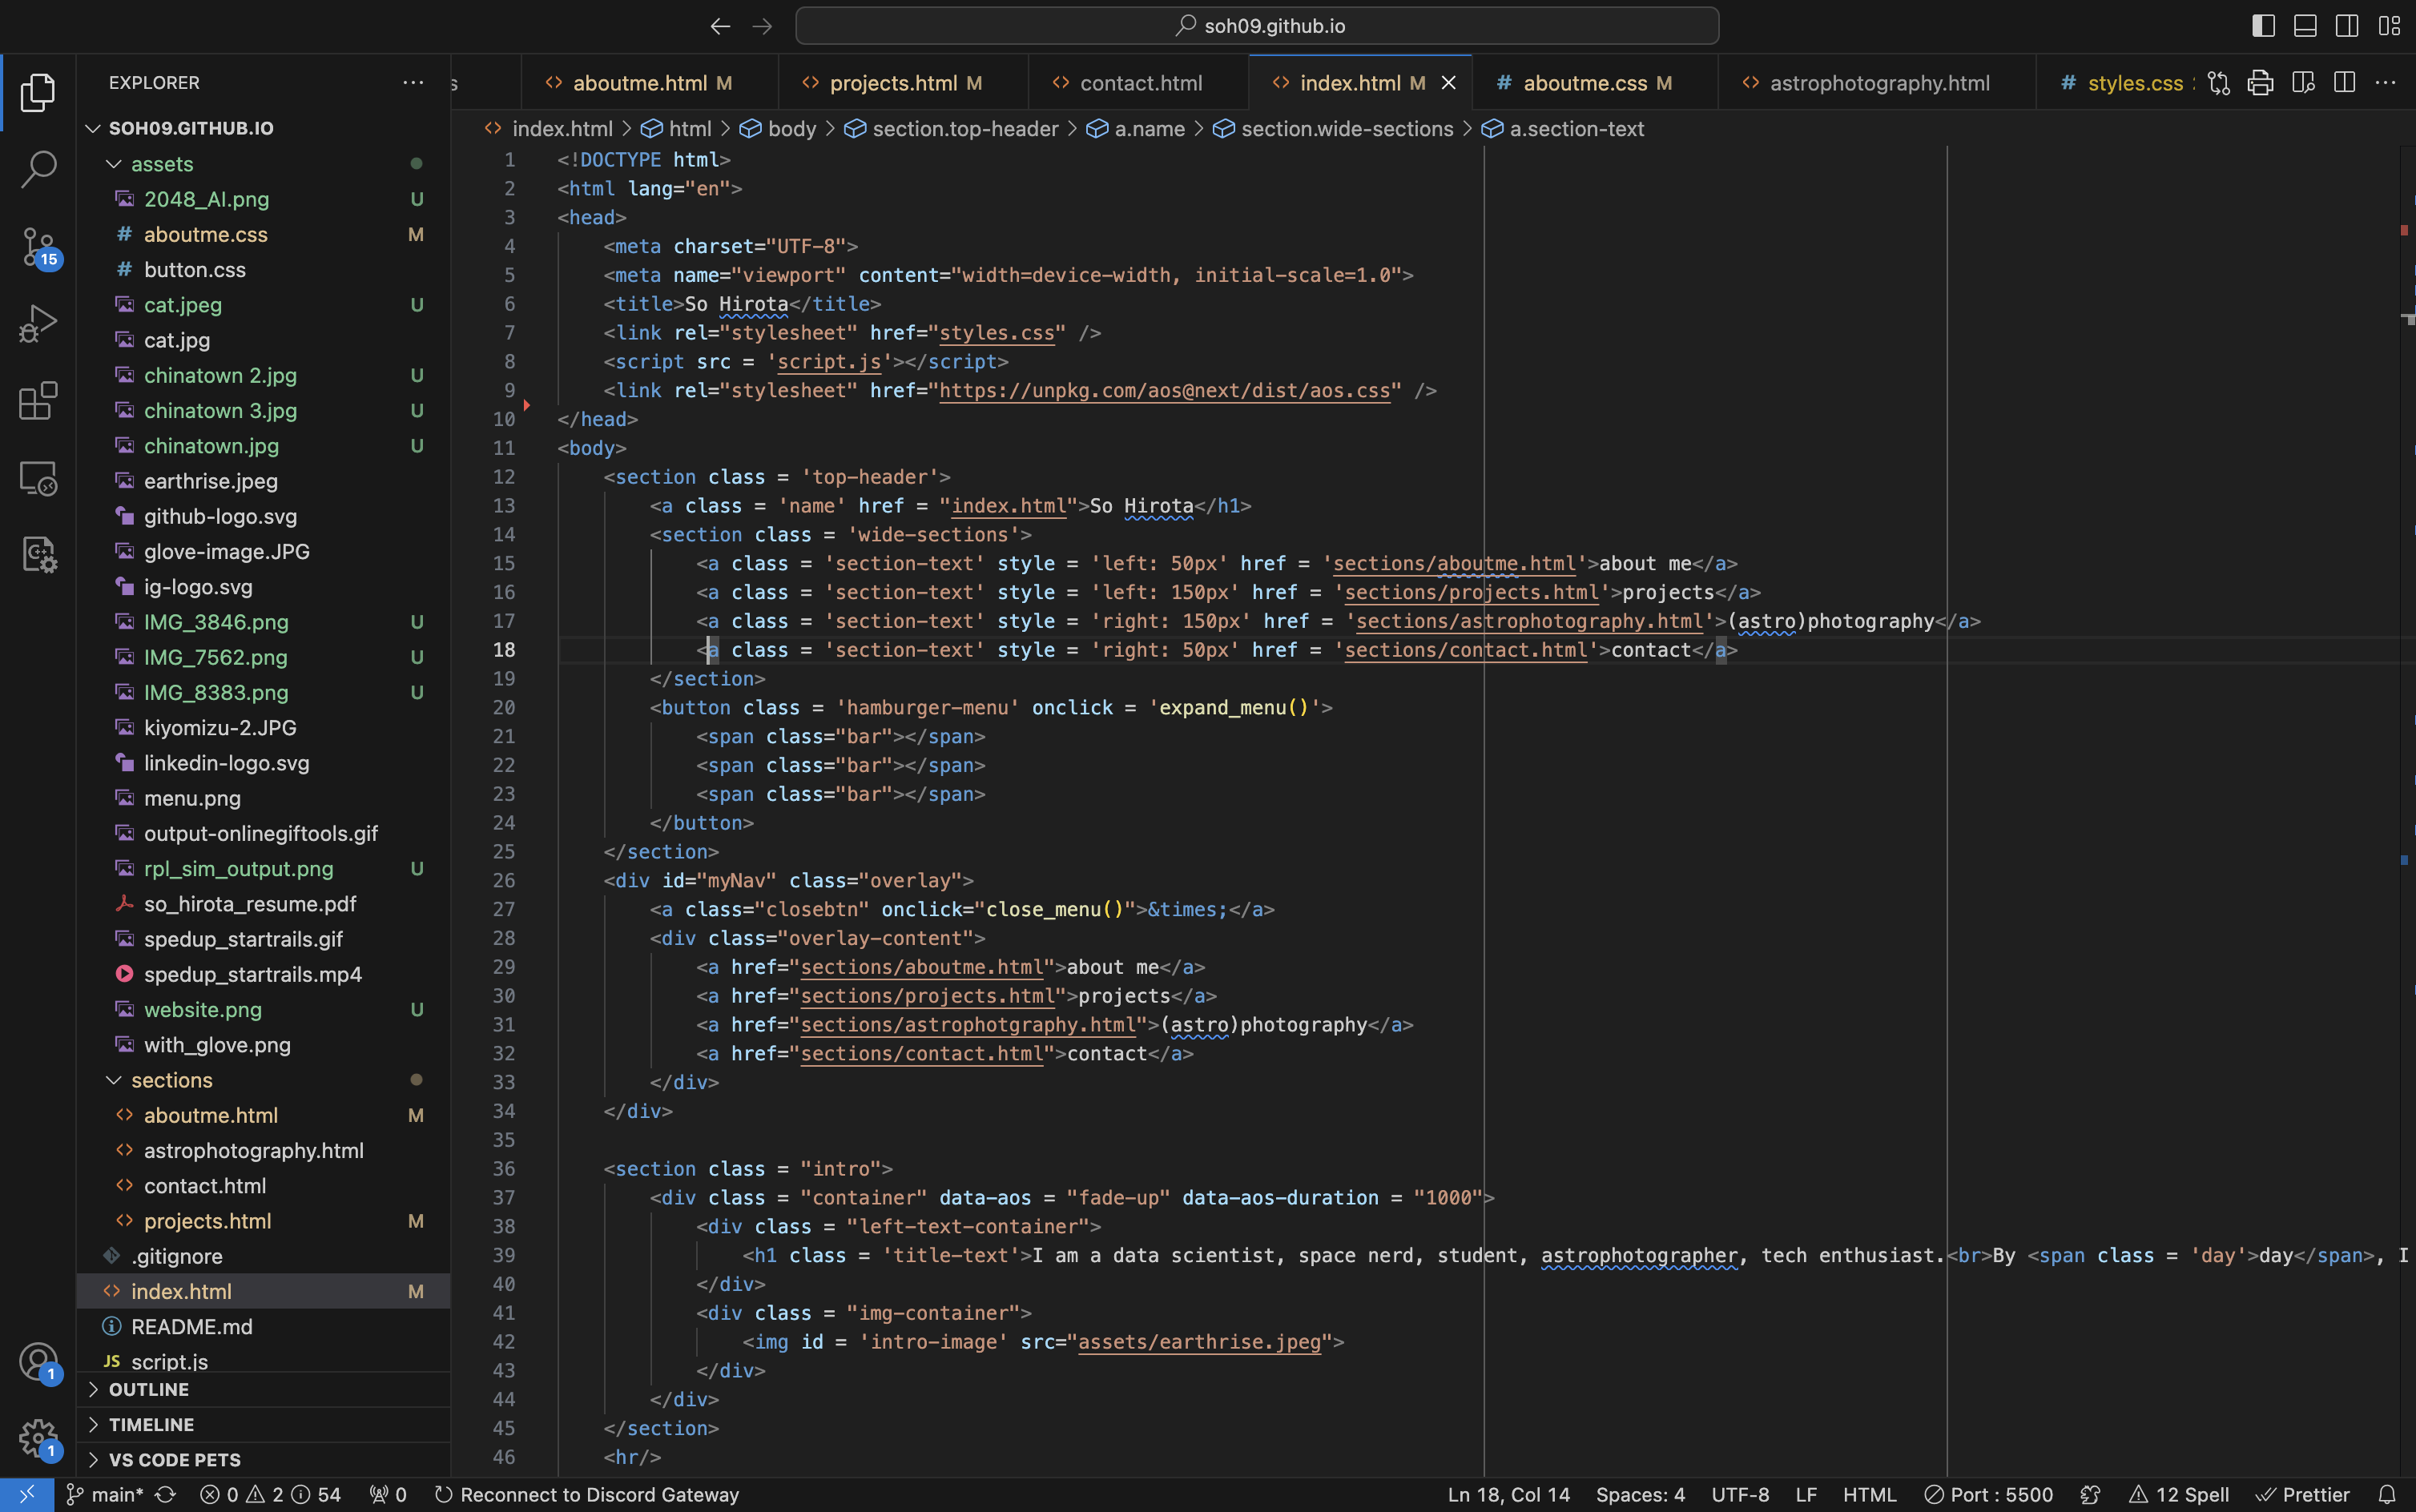 soh09.github.io
EXPLORER
s
aboutme.html M
projects.html M
contact.html
index.html M
# aboutme.css M
astrophotography.html
# styles.css
SOH09.GITHUB.IO
assets
2048_AI.png U
# aboutme.css M
# button.css
cat.jpeg U
cat.jpg
chinatown 2.jpg U
chinatown 3.jpg U
chinatown.jpg U
earthrise.jpeg
github-logo.svg
glove-image.JPG
ig-logo.svg
IMG_3846.png U
IMG_7562.png U
IMG_8383.png U
kiyomizu-2.JPG
linkedin-logo.svg
menu.png
output-onlinegiftools.gif
rpl_sim_output.png U
so_hirota_resume.pdf
spedup_startrails.gif
spedup_startrails.mp4
website.png U
with_glove.png
sections
aboutme.html M
astrophotography.html
contact.html
projects.html M
.gitignore
index.html M
README.md
JS script.js
OUTLINE
TIMELINE
VS CODE PETS
15
1
1
index.html > html > body > section.top-header > a.name > section.wide-sections > a.section-text
1 <!DOCTYPE html>
2 <html lang="en">
3 <head>
4 <meta charset="UTF-8">
5 <meta name="viewport" content="width=device-width, initial-scale=1.0">
6 <title>So Hirota</title>
7 <link rel="stylesheet" href="styles.css" />
8 <script src = 'script.js'></script>
9 <link rel="stylesheet" href="https://unpkg.com/aos@next/dist/aos.css" />
10 </head>
11 <body>
12 <section class = 'top-header'>
13 <a class = 'name' href = "index.html">So Hirota</h1>
14 <section class = 'wide-sections'>
15 <a class = 'section-text' style = 'left: 50px' href = 'sections/aboutme.html'>about me</a>
16 <a class = 'section-text' style = 'left: 150px' href = 'sections/projects.html'>projects</a>
17 <a class = 'section-text' style = 'right: 150px' href = 'sections/astrophotography.html'>(astro)photography</a>
18 <a class = 'section-text' style = 'right: 50px' href = 'sections/contact.html'>contact</a>
19 </section>
20 <button class = 'hamburger-menu' onclick = 'expand_menu()'>
21 <span class="bar"></span>
22 <span class="bar"></span>
23 <span class="bar"></span>
24 </button>
25 </section>
26 <div id="myNav" class="overlay">
27 <a class="closebtn" onclick="close_menu()">&times;</a>
28 <div class="overlay-content">
29 <a href="sections/aboutme.html">about me</a>
30 <a href="sections/projects.html">projects</a>
31 <a href="sections/astrophotgraphy.html">(astro)photography</a>
32 <a href="sections/contact.html">contact</a>
33 </div>
34 </div>
35
36 <section class = "intro">
37 <div class = "container" data-aos = "fade-up" data-aos-duration = "1000">
38 <div class = "left-text-container">
39 <h1 class = 'title-text'>I am a data scientist, space nerd, student, astrophotographer, tech enthusiast.<br>By <span class = 'day'>day</span>, I
40 </div>
41 <div class = "img-container">
42 <img id = 'intro-image' src="assets/earthrise.jpeg">
43 </div>
44 </div>
45 </section>
46 <hr/>
main* 0 2 54 0 Reconnect to Discord Gateway Ln 18, Col 14 Spaces: 4 UTF-8 LF HTML Port : 5500 12 Spell Prettier